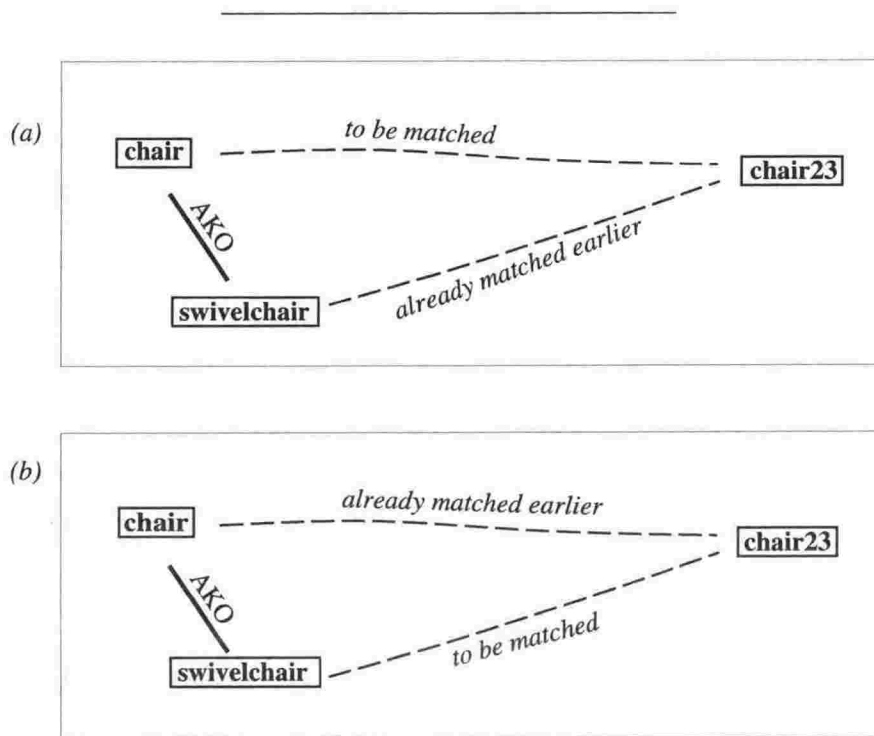 (a)
to be matched
chair
chair23
AKO
already matched earlier
swivelchair
(b)
already matched earlier
chair
chair23
AKO
to be matched
swivelchair